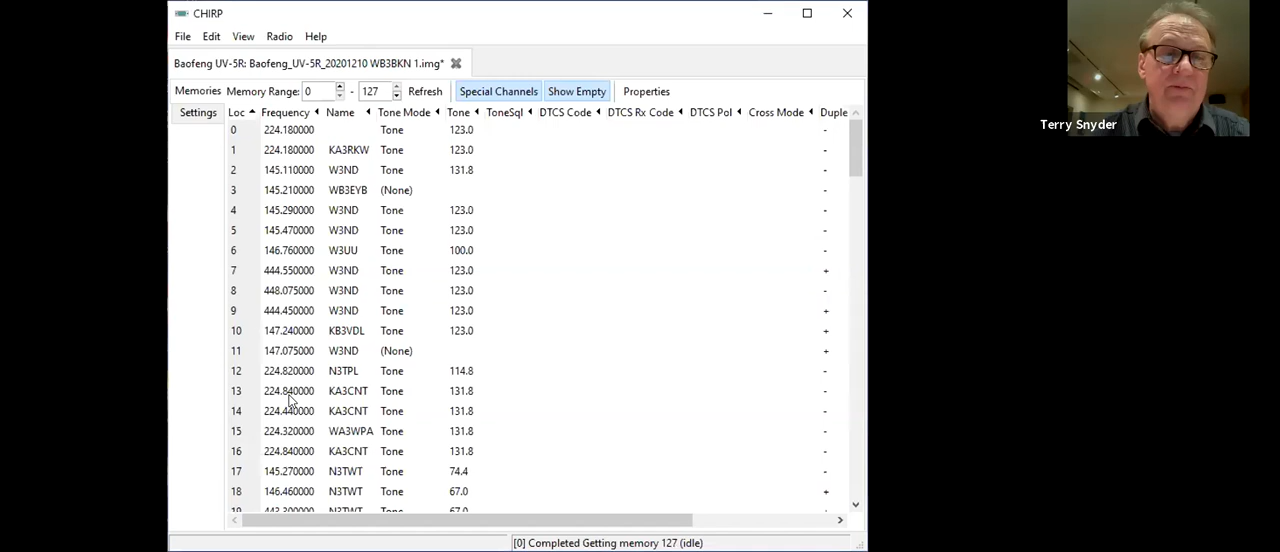 CHIRP
File Edit View Radio Help
Baofeng UV-5R: Baofeng_UV-5R_20201210 WB3BKN 1.img*
Memories Memory Range: 0 - 127 Refresh Special Channels Show Empty Properties
Settings
Loc Frequency Name Tone Mode Tone ToneSql DTCS Code DTCS Rx Code DTCS Pol Cross Mode Duple
0 224.180000 Tone 123.0 -
1 224.180000 KA3RKW Tone 123.0 -
2 145.110000 W3ND Tone 131.8 -
3 145.210000 WB3EYB (None) -
4 145.290000 W3ND Tone 123.0 -
5 145.470000 W3ND Tone 123.0 -
6 146.760000 W3UU Tone 100.0 -
7 444.550000 W3ND Tone 123.0 +
8 448.075000 W3ND Tone 123.0 -
9 444.450000 W3ND Tone 123.0 +
10 147.240000 KB3VDL Tone 123.0 +
11 147.075000 W3ND (None) +
12 224.820000 N3TPL Tone 114.8 -
13 224.840000 KA3CNT Tone 131.8 -
14 224.440000 KA3CNT Tone 131.8 -
15 224.320000 WA3WPA Tone 131.8 -
16 224.840000 KA3CNT Tone 131.8 -
17 145.270000 N3TWT Tone 74.4 -
18 146.460000 N3TWT Tone 67.0 +
19 443.300000 N3TWT Tone 67.0
[0] Completed Getting memory 127 (idle)
Terry Snyder